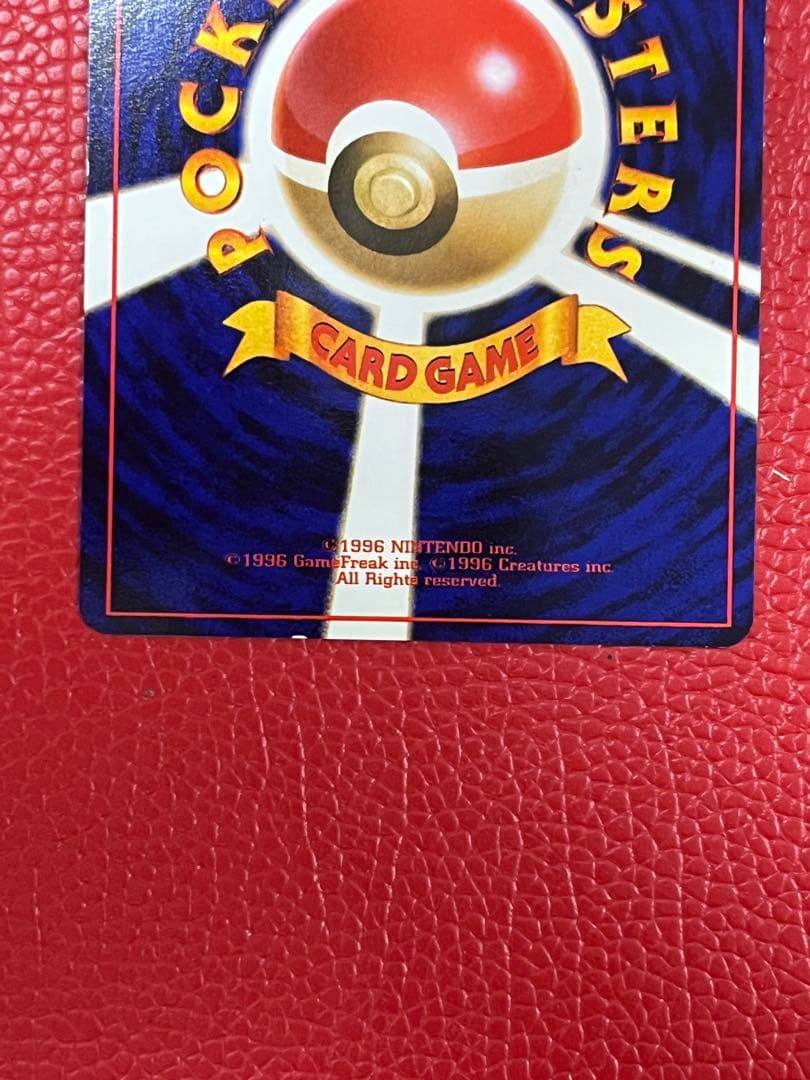 POCK
STERS
CARD GAME
©1996 NINTENDO inc.
©1996 GameFreak inc. ©1996 Creatures inc.
All Rights reserved.